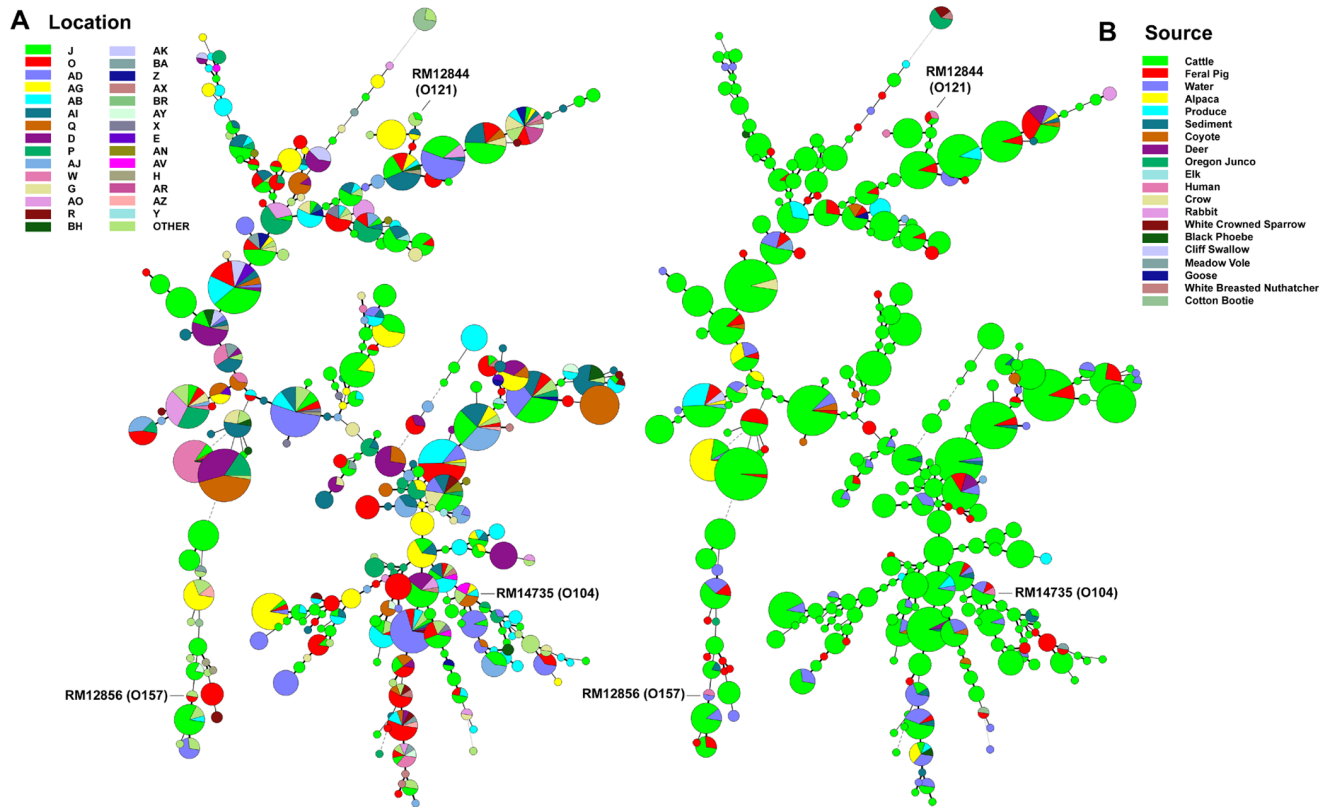 A Location
J
O
AD
AG
AB
AI
Q
D
P
AJ
W
G
AO
R
BH
AK
BA
Z
AX
BR
AY
X
E
AN
AV
H
AR
AZ
Y
OTHER
RM12844
(O121)
RM14735 (O104)
RM12856 (O157)
RM12844
(O121)
RM14735 (O104)
RM12856 (O157)
B Source
Cattle
Feral Pig
Water
Alpaca
Produce
Sediment
Coyote
Deer
Oregon Junco
Elk
Human
Crow
Rabbit
White Crowned Sparrow
Black Phoebe
Cliff Swallow
Meadow Vole
Goose
White Breasted Nuthatcher
Cotton Bootie